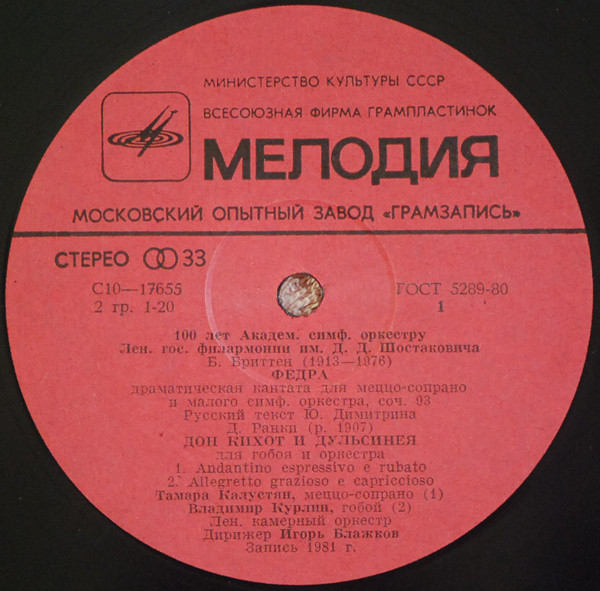 МИНИСТЕРСТВО КУЛЬТУРЫ СССР
ВСЕСОЮЗНАЯ ФИРМА ГРАМПЛАСТИНОК
МЕЛОДИЯ
МОСКОВСКИЙ ОПЫТНЫЙ ЗАВОД «ГРАМЗАПИСЬ»
СТЕРЕО 33
С10—17655 ГОСТ 5289-80
2 гр. 1-20 1
100 лет Академ. симф. оркестру
Лен. гос. филармонии им. Д. Д. Шостаковича
Б. Бриттен (1913—1976)
ФЕДРА
драматическая кантата для меццо-сопрано
и малого симф. оркестра, соч. 93
Русский текст Ю. Димитрина
Д. Ранки (р. 1907)
ДОН КИХОТ И ДУЛЬСИНЕЯ
для гобоя и оркестра
1. Andantino espressivo e rubato
2. Allegretto grazioso e capriccioso
Тамара Калустян, меццо-сопрано (1)
Владимир Курлин, гобой (2)
Лен. камерный оркестр
Дирижер Игорь Блажков
Запись 1981 г.